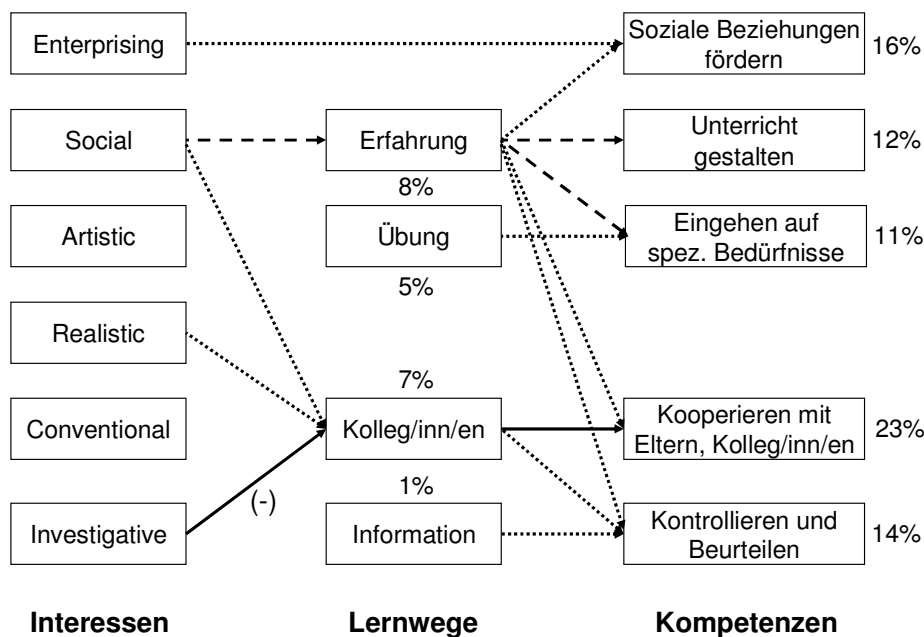 Enterprising
Soziale Beziehungen
fördern
16%
Social
Erfahrung
8%
Unterricht
gestalten
12%
Artistic
Übung
5%
Eingehen auf
spez. Bedürfnisse
11%
Realistic
7%
Conventional
Kolleg/inn/en
Kooperieren mit
Eltern, Kolleg/inn/en
23%
(-)
1%
Investigative
Information
Kontrollieren und
Beurteilen
14%
Interessen
Lernwege
Kompetenzen